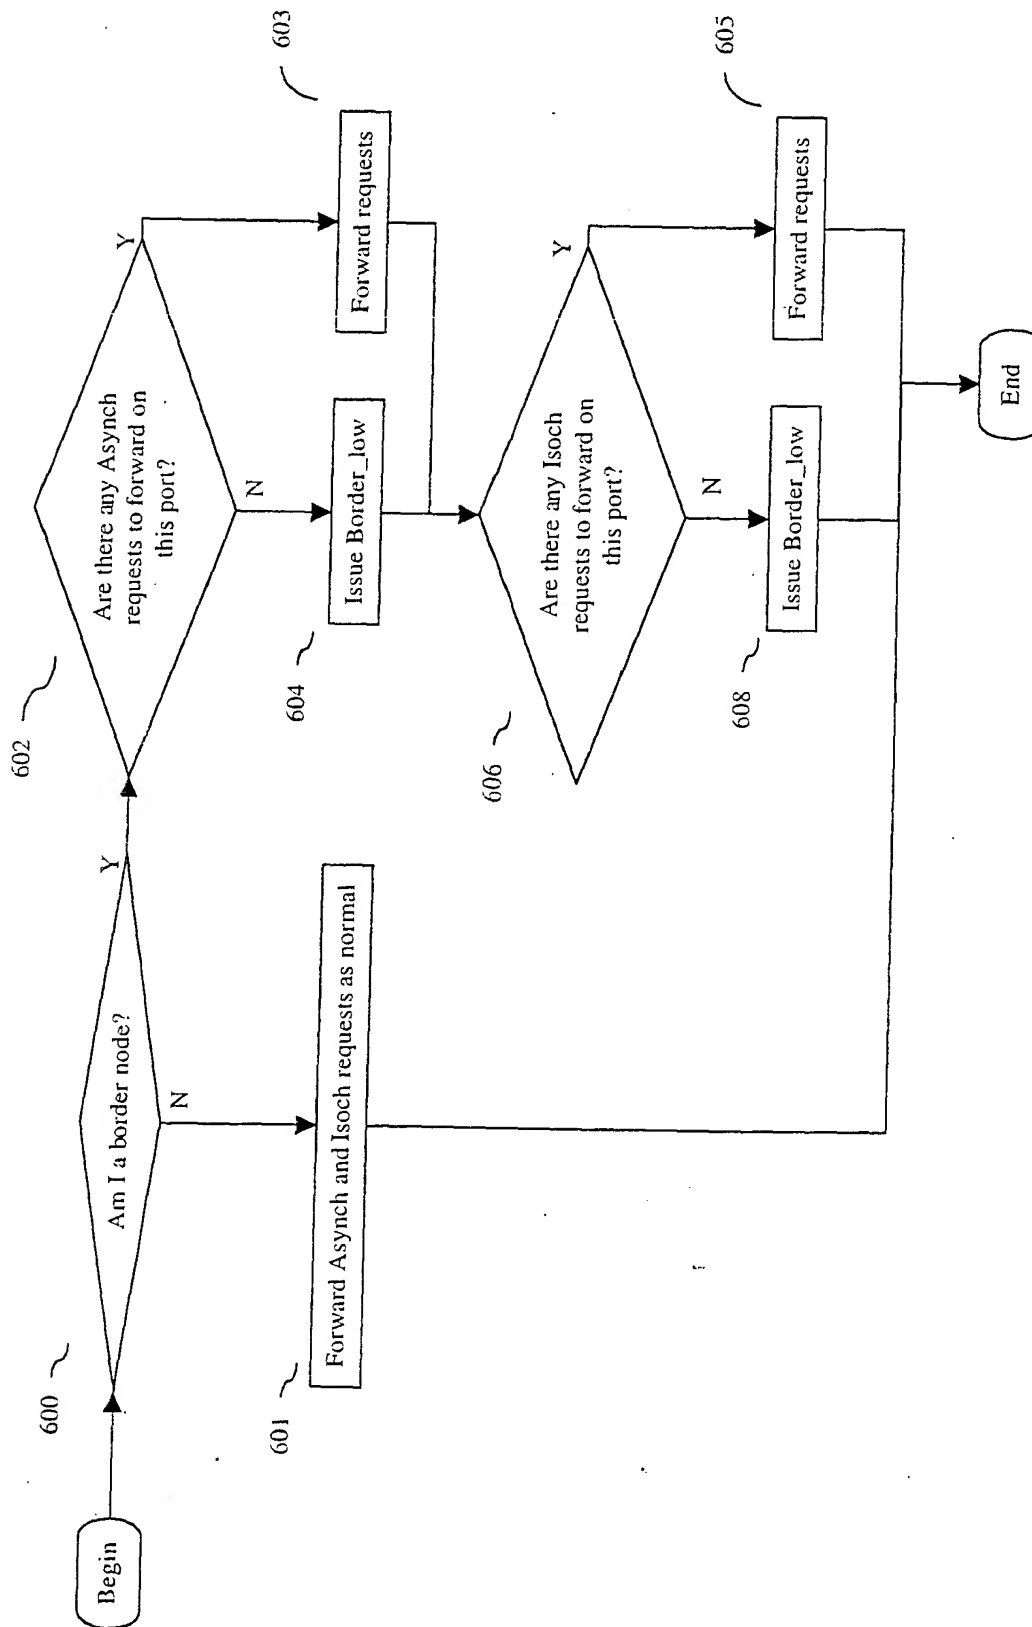 Begin
600
Am I a border node?
Y
N
601
Forward Asynch and Isoch requests as normal
602
Are there any Asynch
requests to forward on
this port?
Y
N
603
Forward requests
604
Issue Border_low
606
Are there any Isoch
requests to forward on
this port?
Y
N
605
Forward requests
608
Issue Border_low
End